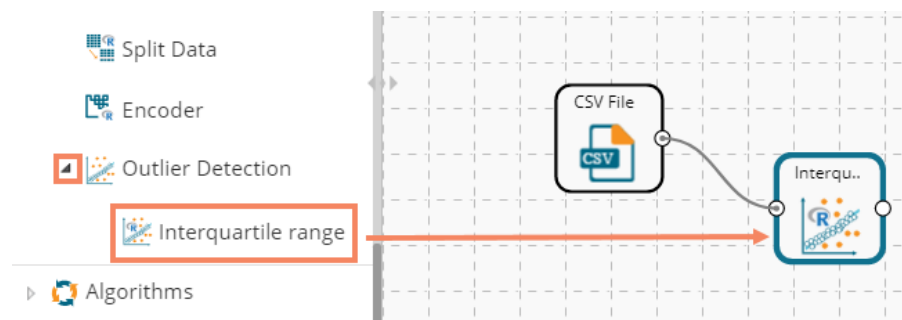 Split Data
Encoder
Outlier Detection
Interquartile range
Algorithms
CSV File
CSV
Interqu..
R